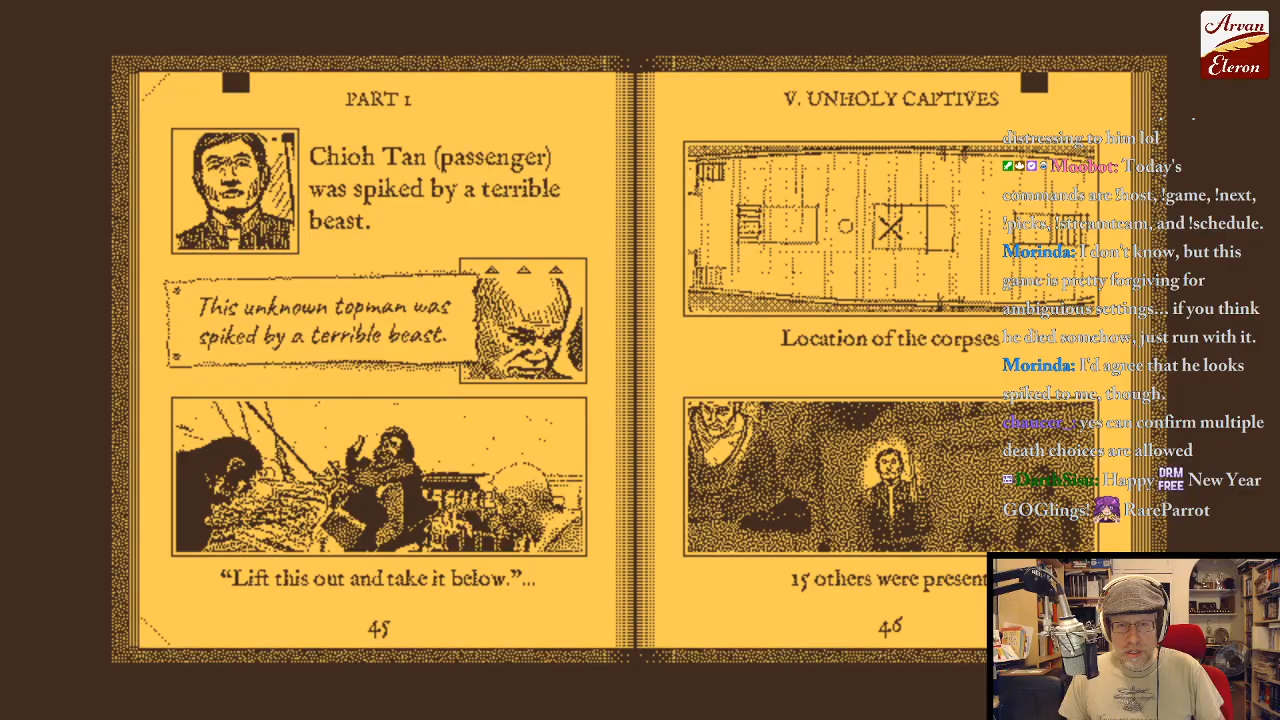 Arvan
Eleron
PART 1
Chioh Tan (passenger)
was spiked by a terrible
beast.
This unknown topman was
spiked by a terrible beast.
"Lift this out and take it below."...
45
V. UNHOLY CAPTIVES
Location of the corpses
15 others were present
46
distressing to him lol
Moobot: Today's
commands are !host, !game, !next,
!picks, !streamteam, and !schedule.
Morinda: I don't know, but this
game is pretty forgiving for
ambiguous settings... if you think
he died somehow, just run with it.
Morinda: I'd agree that he looks
spiked to me, though.
yes can confirm multiple
death choices are allowed
Happy DRM FREE New Year
GOGlings! RareParrot